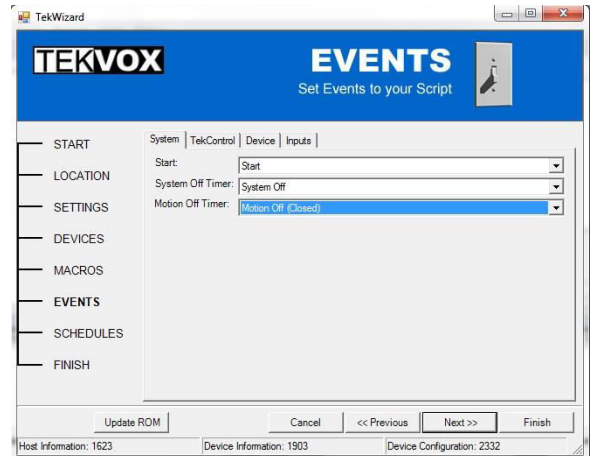 TekWizard
TEKVOX
EVENTS
Set Events to your Script
START
LOCATION
SETTINGS
DEVICES
MACROS
EVENTS
SCHEDULES
FINISH
System TekControl Device Inputs
Start: Start
System Off Timer: System Off
Motion Off Timer: Motion Off (Closed)
Update ROM Cancel << Previous Next >> Finish
Host Information: 1623 Device Information: 1903 Device Configuration: 2332